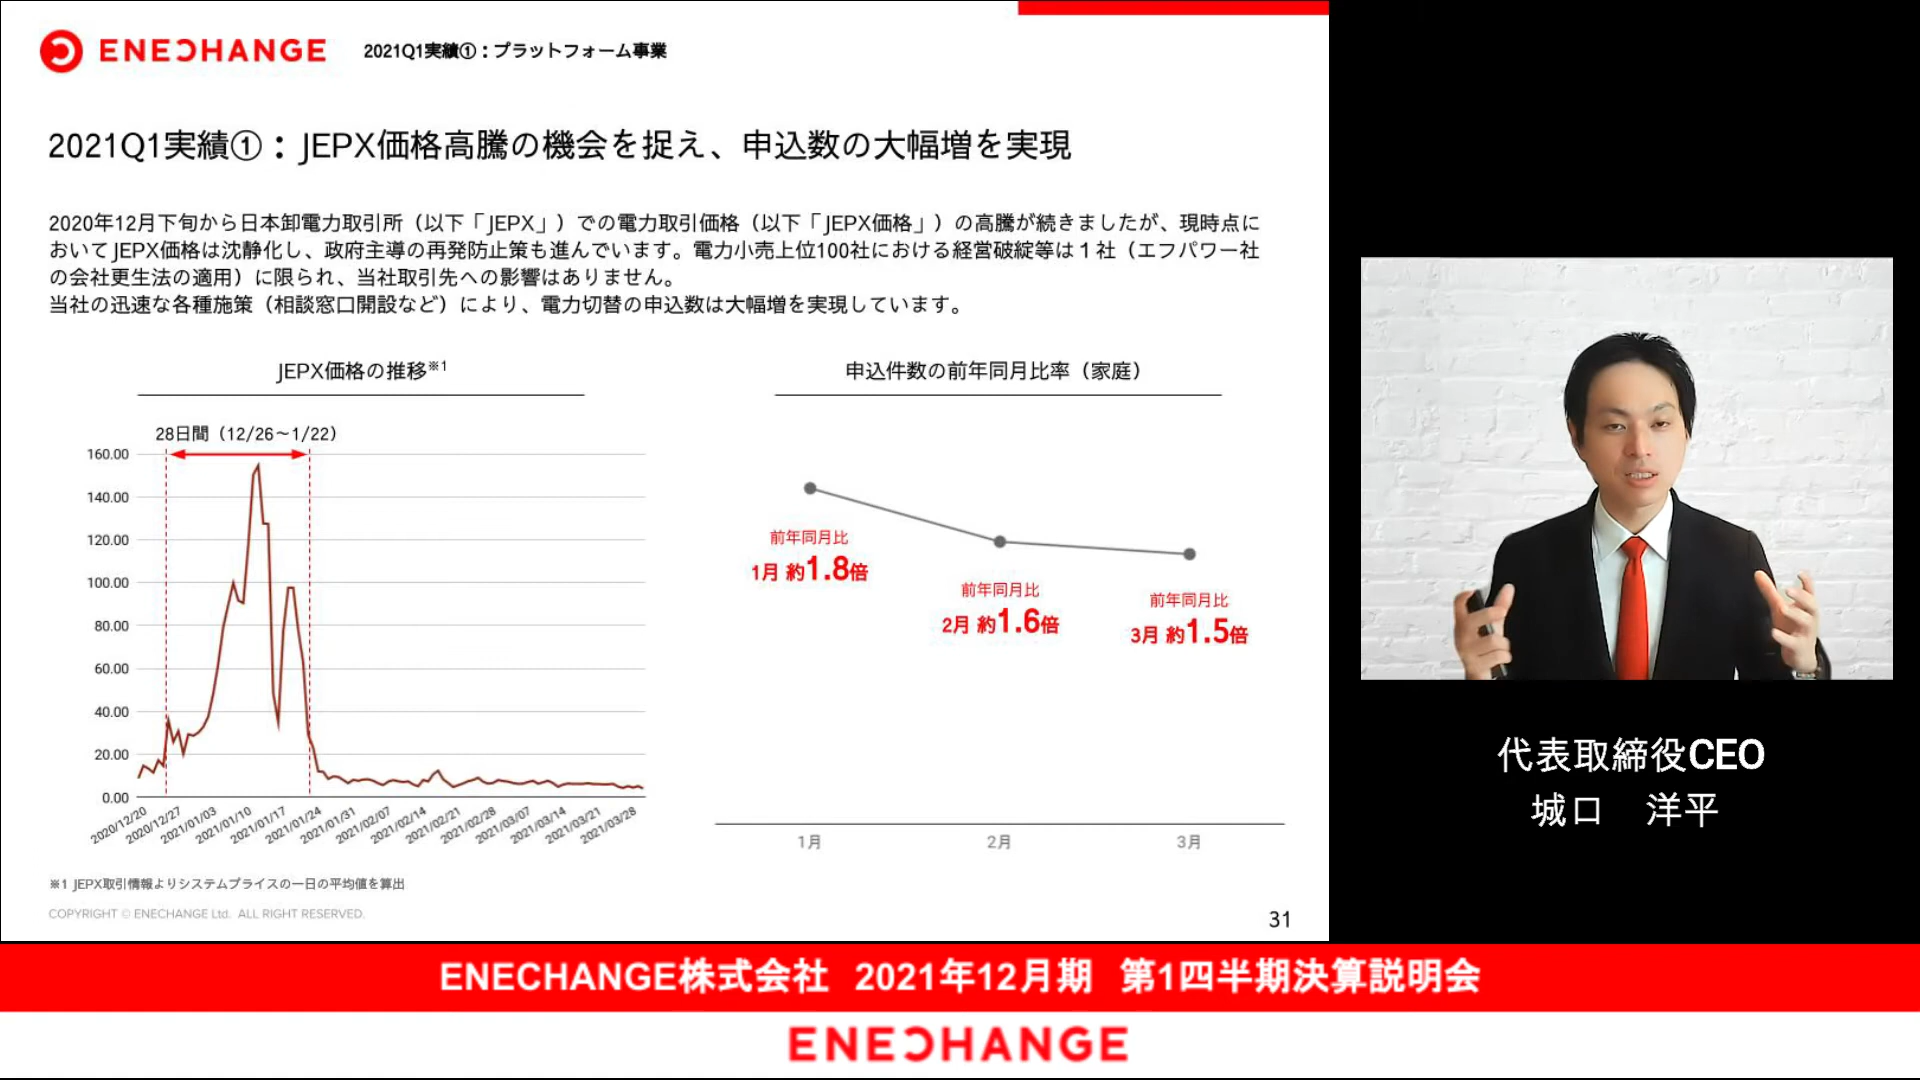 ENECHANGE
2021Q1実績①：プラットフォーム事業
2021Q1実績①：JEPX価格高騰の機会を捉え、申込数の大幅増を実現
2020年12月下旬から日本卸電力取引所（以下「JEPX」）での電力取引価格（以下「JEPX価格」）の高騰が続きましたが、現時点に
おいてJEPX価格は沈静化し、政府主導の再発防止策も進んでいます。電力小売上位100社における経営破綻等は１社（エフパワー社
の会社更生法の適用）に限られ、当社取引先への影響はありません。
当社の迅速な各種施策（相談窓口開設など）により、電力切替の申込数は大幅増を実現しています。
JEPX価格の推移※1
28日間（12/26～1/22）
160.00
140.00
120.00
100.00
80.00
60.00
40.00
20.00
0.00
2020/12/20
2020/12/27
2021/01/03
2021/01/10
2021/01/17
2021/01/24
2021/01/31
2021/02/07
2021/02/14
2021/02/21
2021/02/28
2021/03/07
2021/03/14
2021/03/21
2021/03/28
申込件数の前年同月比率（家庭）
前年同月比
1月 約1.8倍
前年同月比
2月 約1.6倍
前年同月比
3月 約1.5倍
1月
2月
3月
※1 JEPX取引情報よりシステムプライスの一日の平均値を算出
COPYRIGHT © ENECHANGE Ltd. ALL RIGHT RESERVED.
31
代表取締役CEO
城口　洋平
ENECHANGE株式会社 2021年12月期 第1四半期決算説明会
ENECHANGE